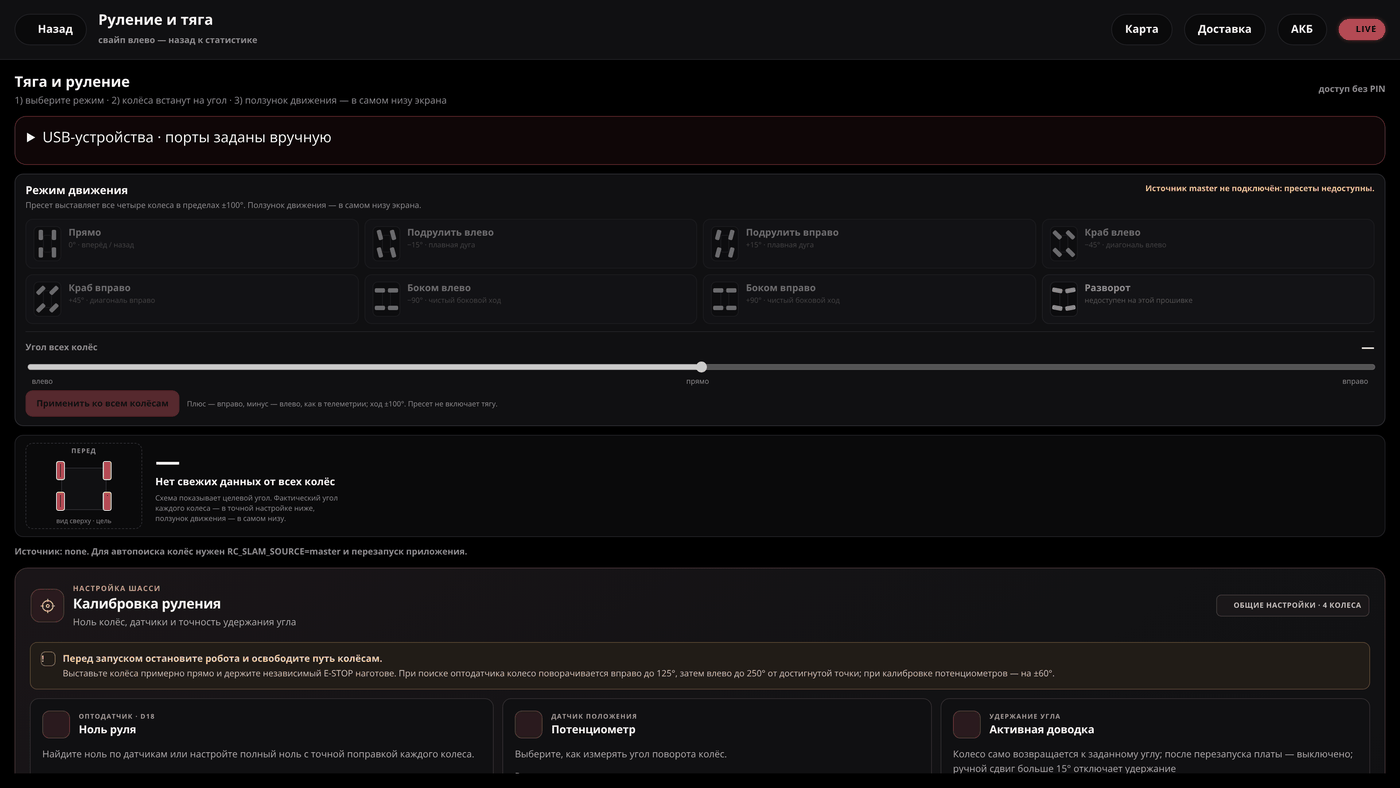 Назад
Руление и тяга
свайп влево — назад к статистике
Карта
Доставка
АКБ
LIVE
Тяга и руление
1) выберите режим · 2) колёса встанут на угол · 3) ползунок движения — в самом низу экрана
доступ без PIN
▶ USB-устройства · порты заданы вручную
Режим движения
Пресет выставляет все четыре колеса в пределах ±100°. Ползунок движения — в самом низу экрана.
Источник master не подключён: пресеты недоступны.
Прямо
0° · вперёд / назад
Подрулить влево
−15° · плавная дуга
Подрулить вправо
+15° · плавная дуга
Краб влево
−45° · диагональ влево
Краб вправо
+45° · диагональ вправо
Боком влево
−90° · чистый боковой ход
Боком вправо
+90° · чистый боковой ход
Разворот
недоступен на этой прошивке
Угол всех колёс
—
влево
прямо
вправо
Применить ко всем колёсам
Плюс — вправо, минус — влево, как в телеметрии; ход ±100°. Пресет не включает тягу.
ПЕРЕД
вид сверху · цель
—
Нет свежих данных от всех колёс
Схема показывает целевой угол. Фактический угол
каждого колеса — в точной настройке ниже,
ползунок движения — в самом низу.
Источник: none. Для автопоиска колёс нужен RC_SLAM_SOURCE=master и перезапуск приложения.
НАСТРОЙКА ШАССИ
Калибровка руления
Ноль колёс, датчики и точность удержания угла
ОБЩИЕ НАСТРОЙКИ · 4 КОЛЕСА
!
Перед запуском остановите робота и освободите путь колёсам.
Выставьте колёса примерно прямо и держите независимый E-STOP наготове. При поиске оптодатчика колесо поворачивается вправо до 125°, затем влево до 250° от достигнутой точки; при калибровке потенциометров — на ±60°.
ОПТОДАТЧИК · D18
Ноль руля
Найдите ноль по датчикам или настройте полный ноль с точной поправкой каждого колеса.
ДАТЧИК ПОЛОЖЕНИЯ
Потенциометр
Выберите, как измерять угол поворота колёс.
УДЕРЖАНИЕ УГЛА
Активная доводка
Колесо само возвращается к заданному углу; после перезапуска платы — выключено;
ручной сдвиг больше 15° отключает удержание